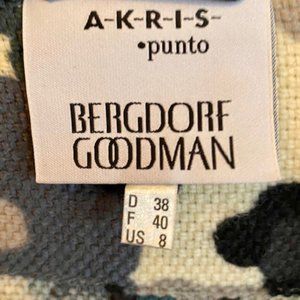 A-K-R-I-S-
•punto
BERGDORF
GOODMAN
D 38
F 40
US 8